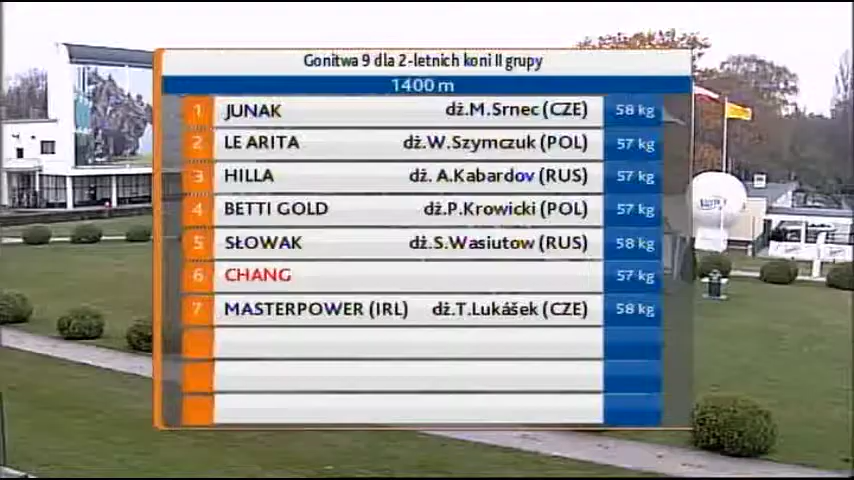 Gonitwa 9 dla 2-letnich koni II grupy
1400 m
1 JUNAK dż.M.Srnec (CZE) 58 kg
2 LE ARITA dż.W.Szymczuk (POL) 57 kg
3 HILLA dż. A.Kabardov (RUS) 57 kg
4 BETTI GOLD dż.P.Krowicki (POL) 57 kg
5 SŁOWAK dż.S.Wasiutow (RUS) 58 kg
6 CHANG 57 kg
7 MASTERPOWER (IRL) dż.T.Lukášek (CZE) 58 kg